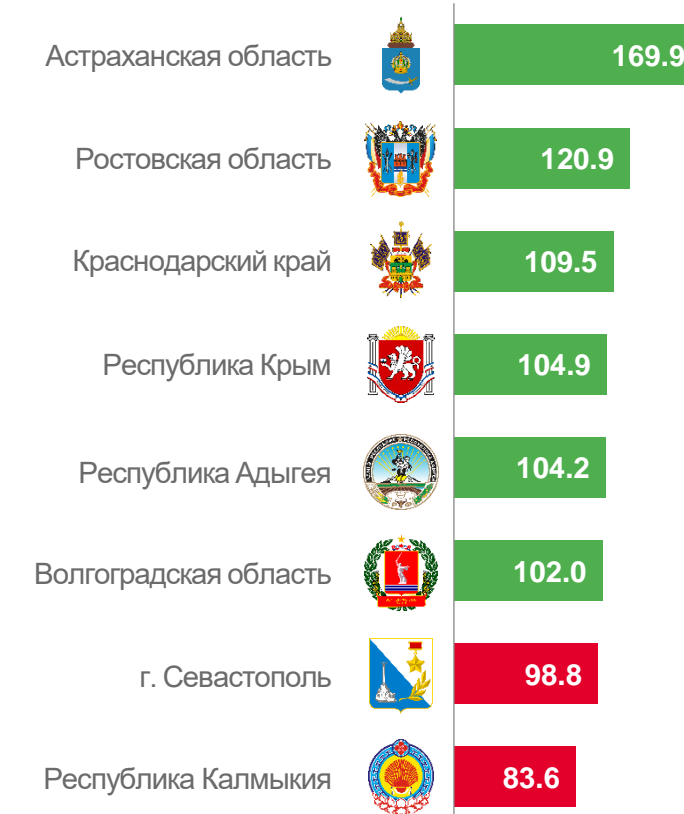 Астраханская область 169.9
Ростовская область 120.9
Краснодарский край 109.5
Республика Крым 104.9
Республика Адыгея 104.2
Волгоградская область 102.0
г. Севастополь 98.8
Республика Калмыкия 83.6